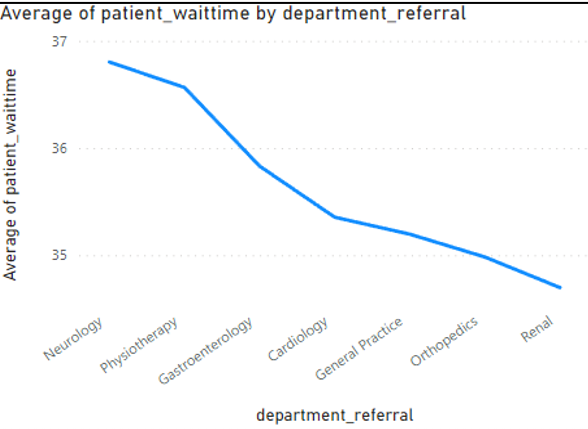 Average of patient_waittime by department_referral
37
36
35
Average of patient_waittime
Neurology
Physiotherapy
Gastroenterology
Cardiology
General Practice
Orthopedics
Renal
department_referral